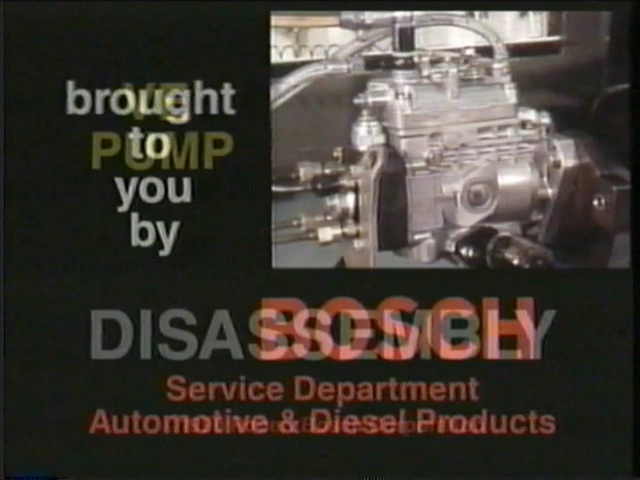 VE
PUMP
brought
to
you
by
DISASSEMBLY
BOSCH
Service Department
Automotive & Diesel Products